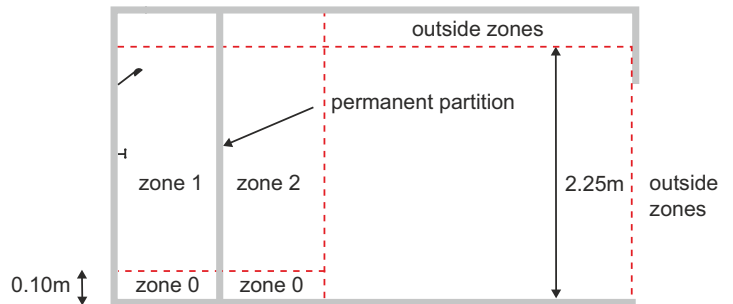 outside zones
permanent partition
zone 1
zone 2
2.25m
outside
zones
0.10m
zone 0
zone 0